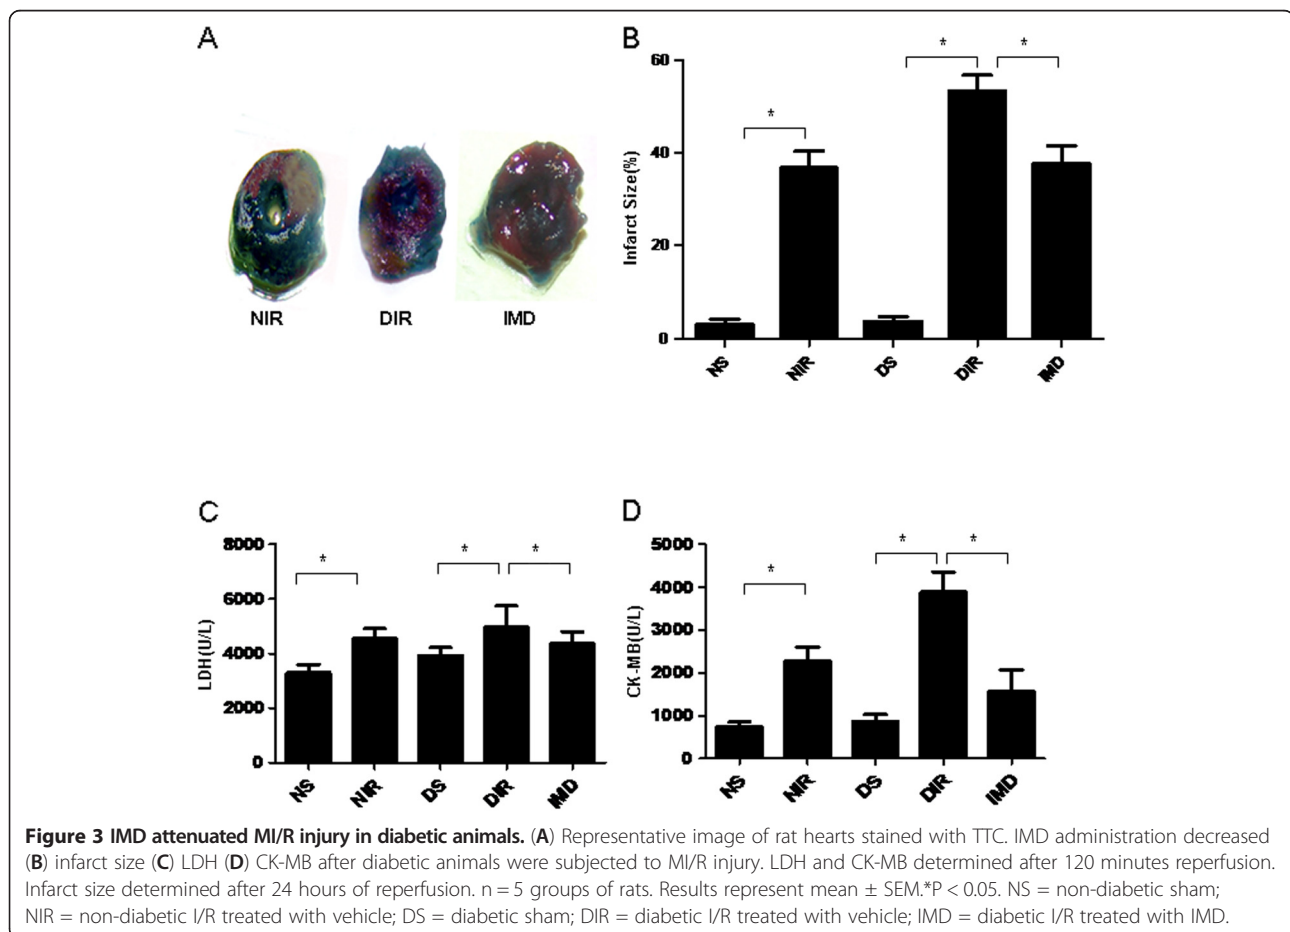 A
NIR
DIR
IMD
B
Infarct Size(%)
60
40
20
0
*
*
*
NS
NIR
DS
DIR
IMD
C
LDH(U/L)
8000
6000
4000
2000
0
*
*
*
NS
NIR
DS
DIR
IMD
D
CK-MB(U/L)
5000
4000
3000
2000
1000
0
*
*
*
NS
NIR
DS
DIR
IMD
Figure 3 IMD attenuated MI/R injury in diabetic animals. (A) Representative image of rat hearts stained with TTC. IMD administration decreased
(B) infarct size (C) LDH (D) CK-MB after diabetic animals were subjected to MI/R injury. LDH and CK-MB determined after 120 minutes reperfusion.
Infarct size determined after 24 hours of reperfusion. n = 5 groups of rats. Results represent mean ± SEM.*P < 0.05. NS = non-diabetic sham;
NIR = non-diabetic I/R treated with vehicle; DS = diabetic sham; DIR = diabetic I/R treated with vehicle; IMD = diabetic I/R treated with IMD.